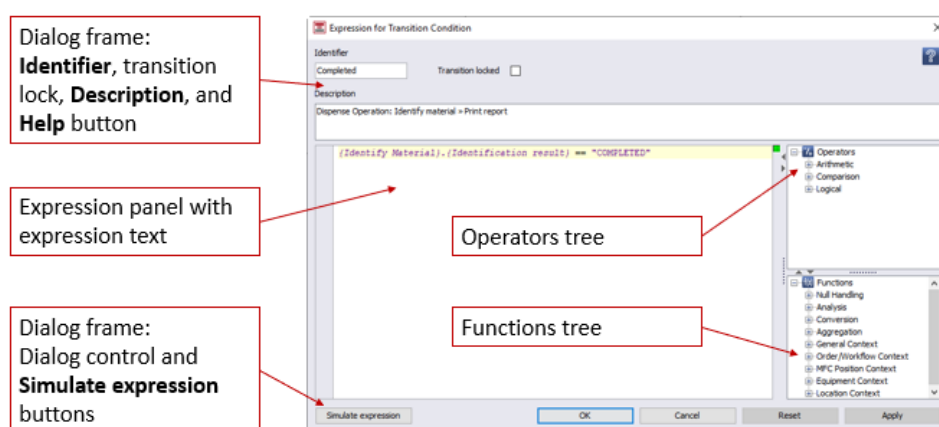 Dialog frame:
Identifier, transition
lock, Description, and
Help button
Expression panel with
expression text
Dialog frame:
Dialog control and
Simulate expression
buttons
Expression for Transition Condition
Identifier
Completed
Transition locked
?
Description
Dispense Operation: Identify material » Print report
{Identify Material}.{Identification result} == "COMPLETED"
Operators tree
Functions tree
Operators
Arithmetic
Comparison
Logical
Functions
Null Handling
Analysis
Conversion
Aggregation
General Context
Order/Workflow Context
MFC Position Context
Equipment Context
Location Context
Simulate expression
OK
Cancel
Reset
Apply